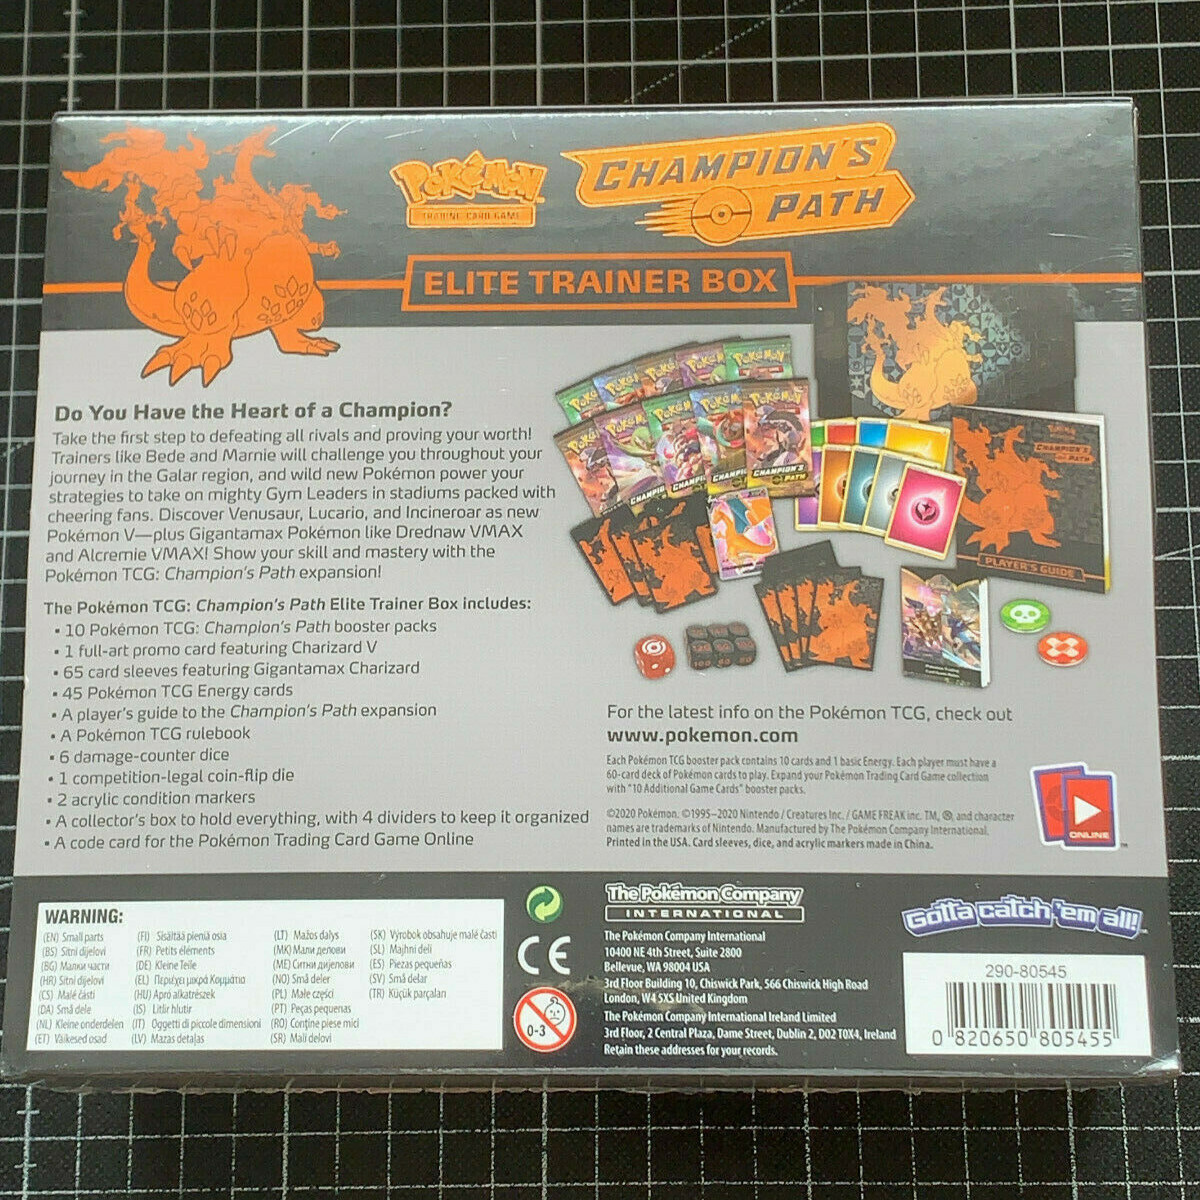 POKÉMON
TRADING CARD GAME
CHAMPION'S
PATH
ELITE TRAINER BOX
Do You Have the Heart of a Champion?
Take the first step to defeating all rivals and proving your worth!
Trainers like Bede and Marnie will challenge you throughout your
journey in the Galar region, and wild new Pokémon power your
strategies to take on mighty Gym Leaders in stadiums packed with
cheering fans. Discover Venusaur, Lucario, and Incineroar as new
Pokémon V—plus Gigantamax Pokémon like Drednaw VMAX
and Alcremie VMAX! Show your skill and mastery with the
Pokémon TCG: Champion's Path expansion!
The Pokémon TCG: Champion's Path Elite Trainer Box includes:
• 10 Pokémon TCG: Champion's Path booster packs
• 1 full-art promo card featuring Charizard V
• 65 card sleeves featuring Gigantamax Charizard
• 45 Pokémon TCG Energy cards
• A player's guide to the Champion's Path expansion
• A Pokémon TCG rulebook
• 6 damage-counter dice
• 1 competition-legal coin-flip die
• 2 acrylic condition markers
• A collector's box to hold everything, with 4 dividers to keep it organized
• A code card for the Pokémon Trading Card Game Online
CHAMPION'S
PATH
CHAMPION'S
PATH
PLAYER'S GUIDE
For the latest info on the Pokémon TCG, check out
www.pokemon.com
Each Pokémon TCG booster pack contains 10 cards and 1 basic Energy. Each player must have a
60-card deck of Pokémon cards to play. Expand your Pokémon Trading Card Game collection
with "10 Additional Game Cards" booster packs.
©2020 Pokémon. ©1995–2020 Nintendo / Creatures Inc. / GAME FREAK inc. TM, ®, and character
names are trademarks of Nintendo. Manufactured by The Pokémon Company International.
Printed in the USA. Card sleeves, dice, and acrylic markers made in China.
ONLINE
WARNING:
(EN) Small parts
(BS) Sitni dijelovi
(BG) Малки части
(HR) Sitni dijelovi
(CS) Malé části
(DA) Små dele
(NL) Kleine onderdelen
(ET) Väikesed osad
(FI) Sisältää pieniä osia
(FR) Petits éléments
(DE) Kleine Teile
(EL) Περιέχει μικρά Κομμάτια
(HU) Apró alkatrészek
(IS) Litlir hlutir
(IT) Oggetti di piccole dimensioni
(LV) Mazas detaļas
(LT) Mažos dalys
(MK) Мали делови
(ME) Ситни дијелови
(NO) Små deler
(PL) Małe części
(PT) Peças pequenas
(RO) Conține piese mici
(SR) Mali delovi
(SK) Výrobok obsahuje malé časti
(SL) Majhni deli
(ES) Piezas pequeñas
(SV) Små delar
(TR) Küçük parçaları
CE
0-3
The Pokémon Company
INTERNATIONAL
The Pokémon Company International
10400 NE 4th Street, Suite 2800
Bellevue, WA 98004 USA
3rd Floor Building 10, Chiswick Park, 566 Chiswick High Road
London, W4 5XS United Kingdom
The Pokémon Company International Ireland Limited
3rd Floor, 2 Central Plaza, Dame Street, Dublin 2, D02 T0X4, Ireland
Retain these addresses for your records.
Gotta catch 'em all!
290-80545
0 820650 805455